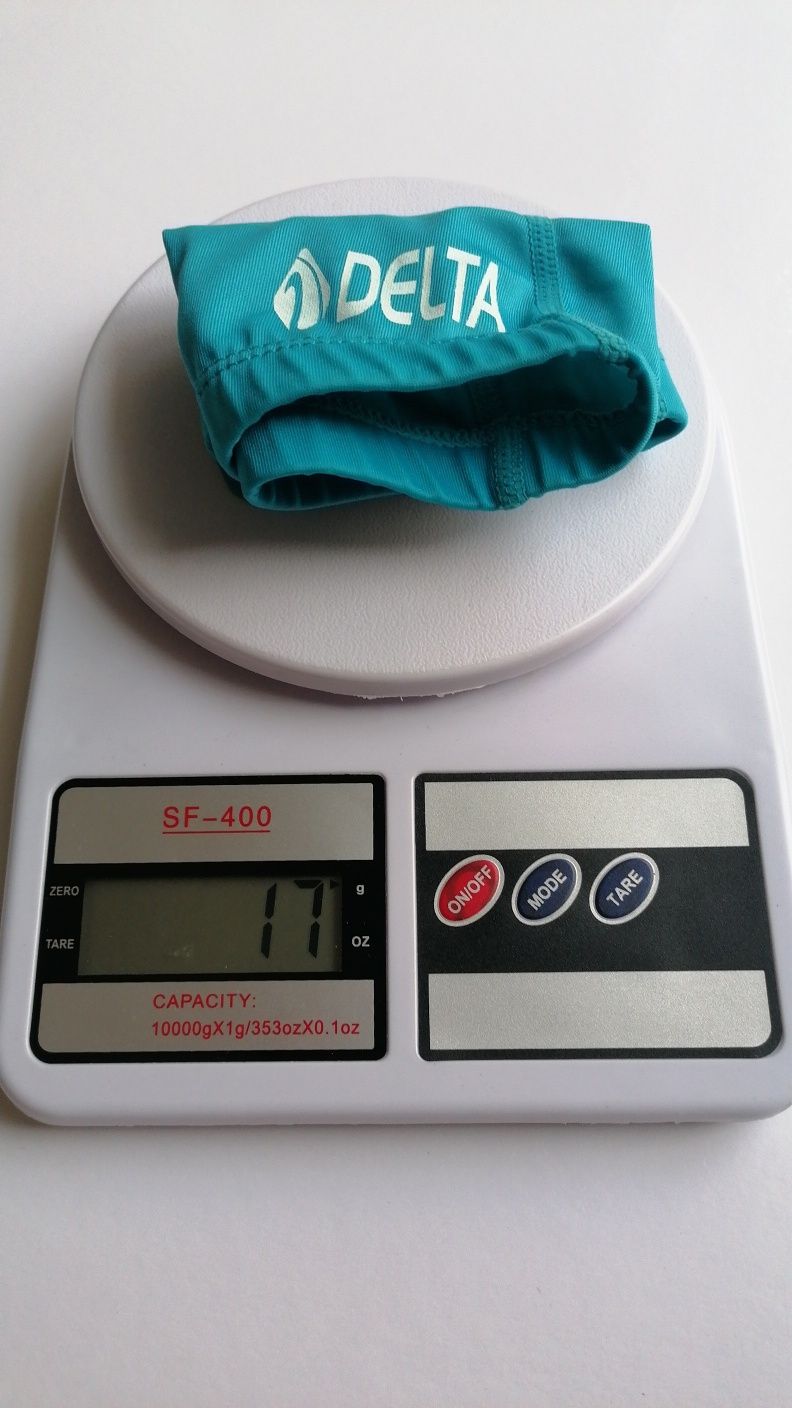 DELTA
SF-400
ZERO
17
g
TARE
OZ
CAPACITY:
10000gX1g/353ozX0.1oz
ON/OFF
MODE
TARE